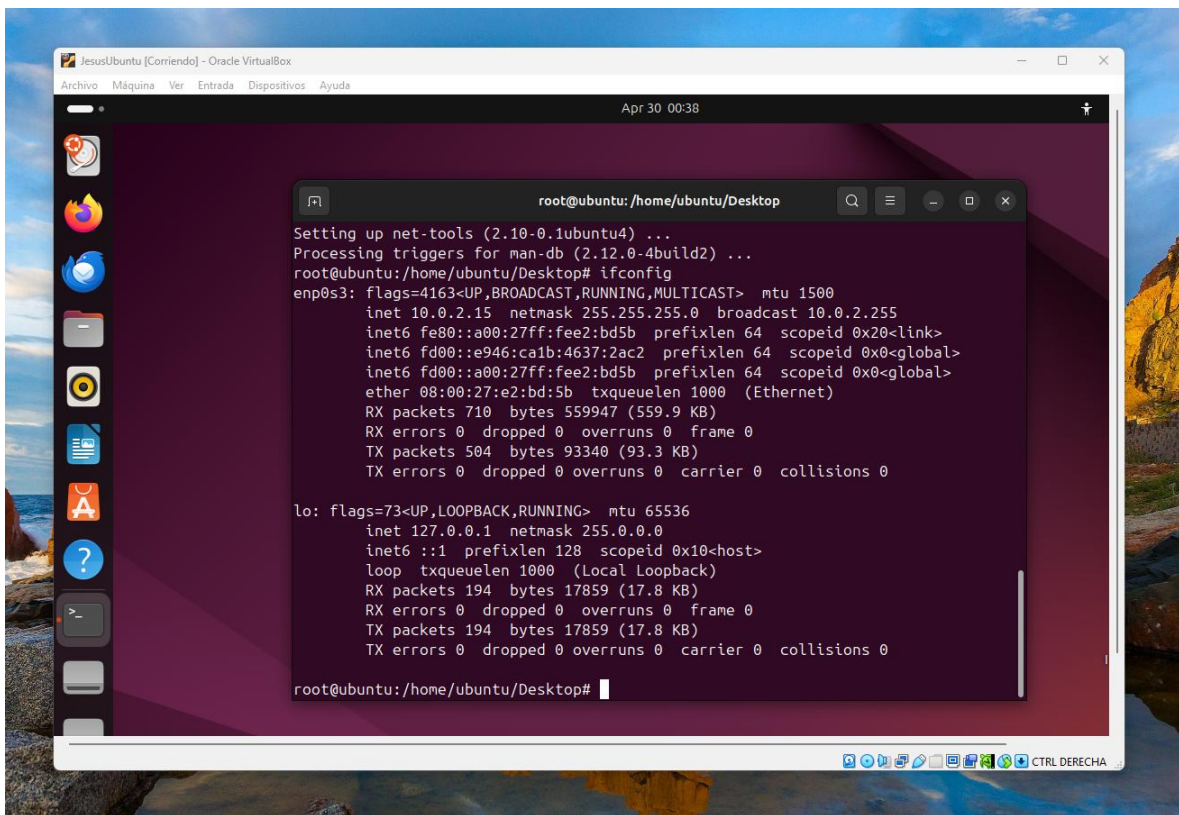 JesusUbuntu [Corriendo] - Oracle VirtualBox
Archivo Máquina Ver Entrada Dispositivos Ayuda
Apr 30 00:38
root@ubuntu: /home/ubuntu/Desktop
Setting up net-tools (2.10-0.1ubuntu4) ...
Processing triggers for man-db (2.12.0-4build2) ...
root@ubuntu:/home/ubuntu/Desktop# ifconfig
enp0s3: flags=4163<UP,BROADCAST,RUNNING,MULTICAST>  mtu 1500
        inet 10.0.2.15  netmask 255.255.255.0  broadcast 10.0.2.255
        inet6 fe80::a00:27ff:fee2:bd5b  prefixlen 64  scopeid 0x20<link>
        inet6 fd00::e946:ca1b:4637:2ac2  prefixlen 64  scopeid 0x0<global>
        inet6 fd00::a00:27ff:fee2:bd5b  prefixlen 64  scopeid 0x0<global>
        ether 08:00:27:e2:bd:5b  txqueuelen 1000  (Ethernet)
        RX packets 710  bytes 559947 (559.9 KB)
        RX errors 0  dropped 0  overruns 0  frame 0
        TX packets 504  bytes 93340 (93.3 KB)
        TX errors 0  dropped 0 overruns 0  carrier 0  collisions 0
lo: flags=73<UP,LOOPBACK,RUNNING>  mtu 65536
        inet 127.0.0.1  netmask 255.0.0.0
        inet6 ::1  prefixlen 128  scopeid 0x10<host>
        loop  txqueuelen 1000  (Local Loopback)
        RX packets 194  bytes 17859 (17.8 KB)
        RX errors 0  dropped 0  overruns 0  frame 0
        TX packets 194  bytes 17859 (17.8 KB)
        TX errors 0  dropped 0 overruns 0  carrier 0  collisions 0
root@ubuntu:/home/ubuntu/Desktop#
CTRL DERECHA